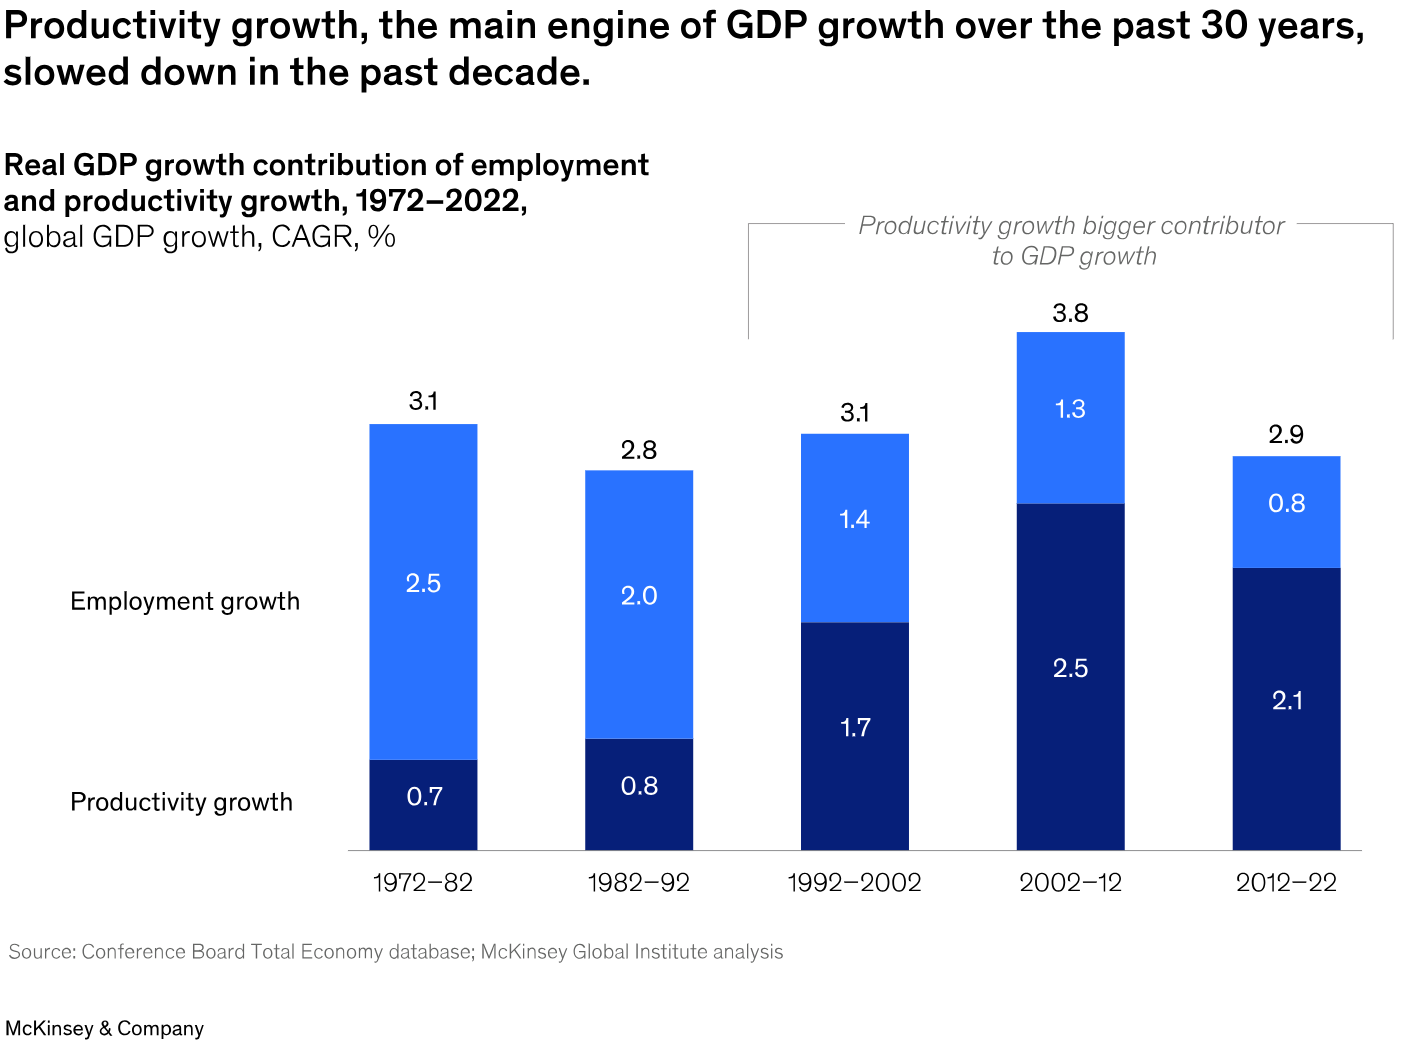 Productivity growth, the main engine of GDP growth over the past 30 years,
slowed down in the past decade.
Real GDP growth contribution of employment
and productivity growth, 1972–2022,
global GDP growth, CAGR, %
Productivity growth bigger contributor
to GDP growth
3.1
2.8
3.1
3.8
2.9
Employment growth
2.5
2.0
1.4
1.3
0.8
Productivity growth
0.7
0.8
1.7
2.5
2.1
1972–82
1982–92
1992–2002
2002–12
2012–22
Source: Conference Board Total Economy database; McKinsey Global Institute analysis
McKinsey & Company